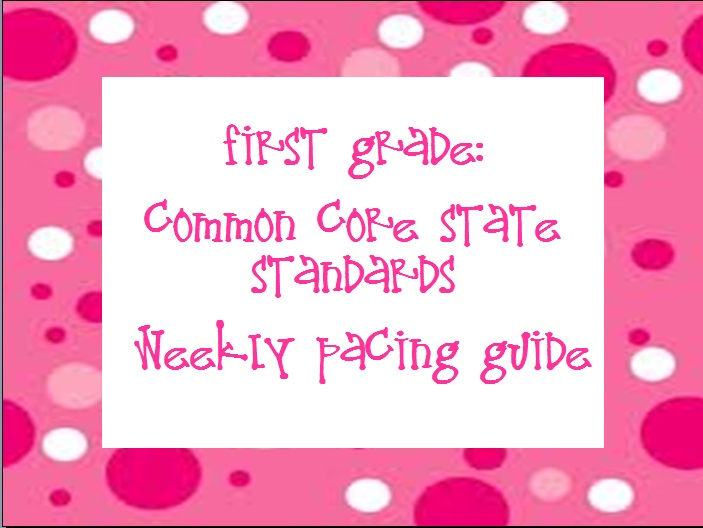 first grade:
Common Core State
Standards
Weekly pacing guide